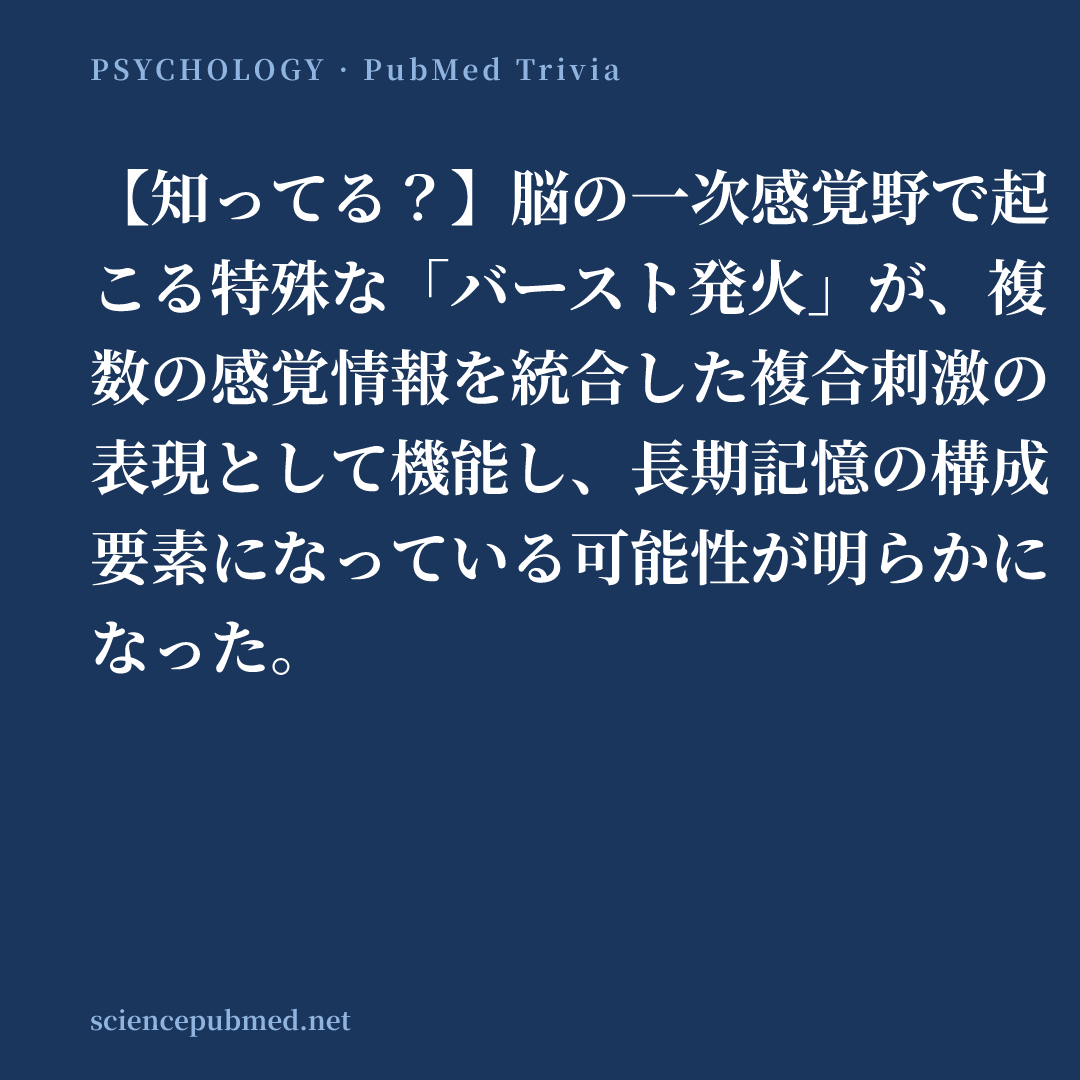 PSYCHOLOGY · PubMed Trivia
【知ってる？】脳の一次感覚野で起
こる特殊な「バースト発火」が、複
数の感覚情報を統合した複合刺激の
表現として機能し、長期記憶の構成
要素になっている可能性が明らかに
なった。
sciencepubmed.net